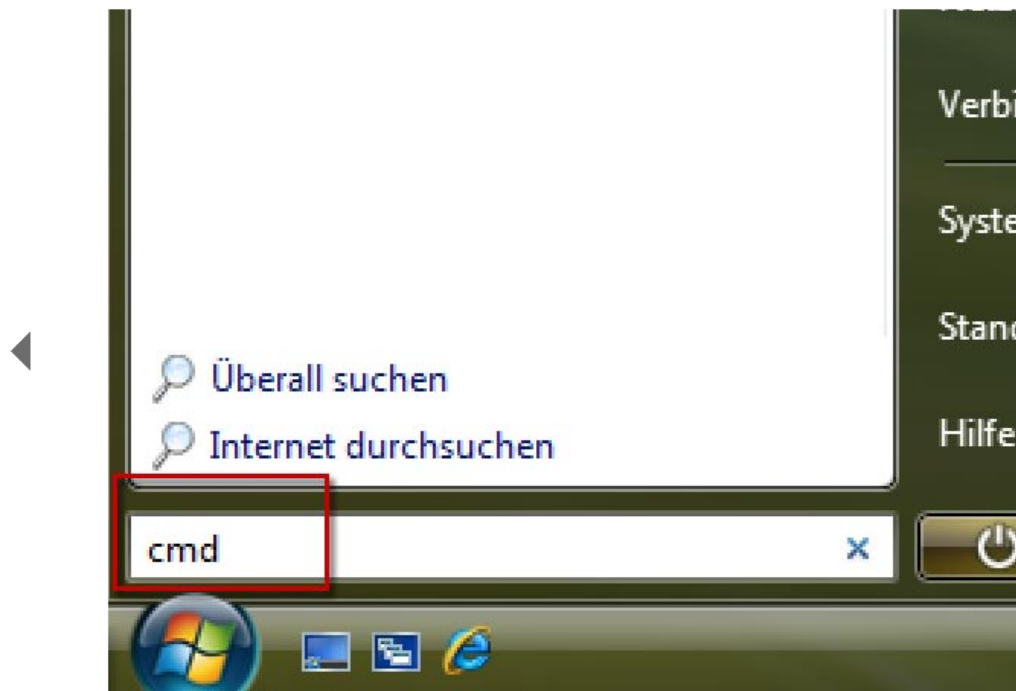 Verbi
Syste
Stand
Überall suchen
Hilfe
Internet durchsuchen
cmd